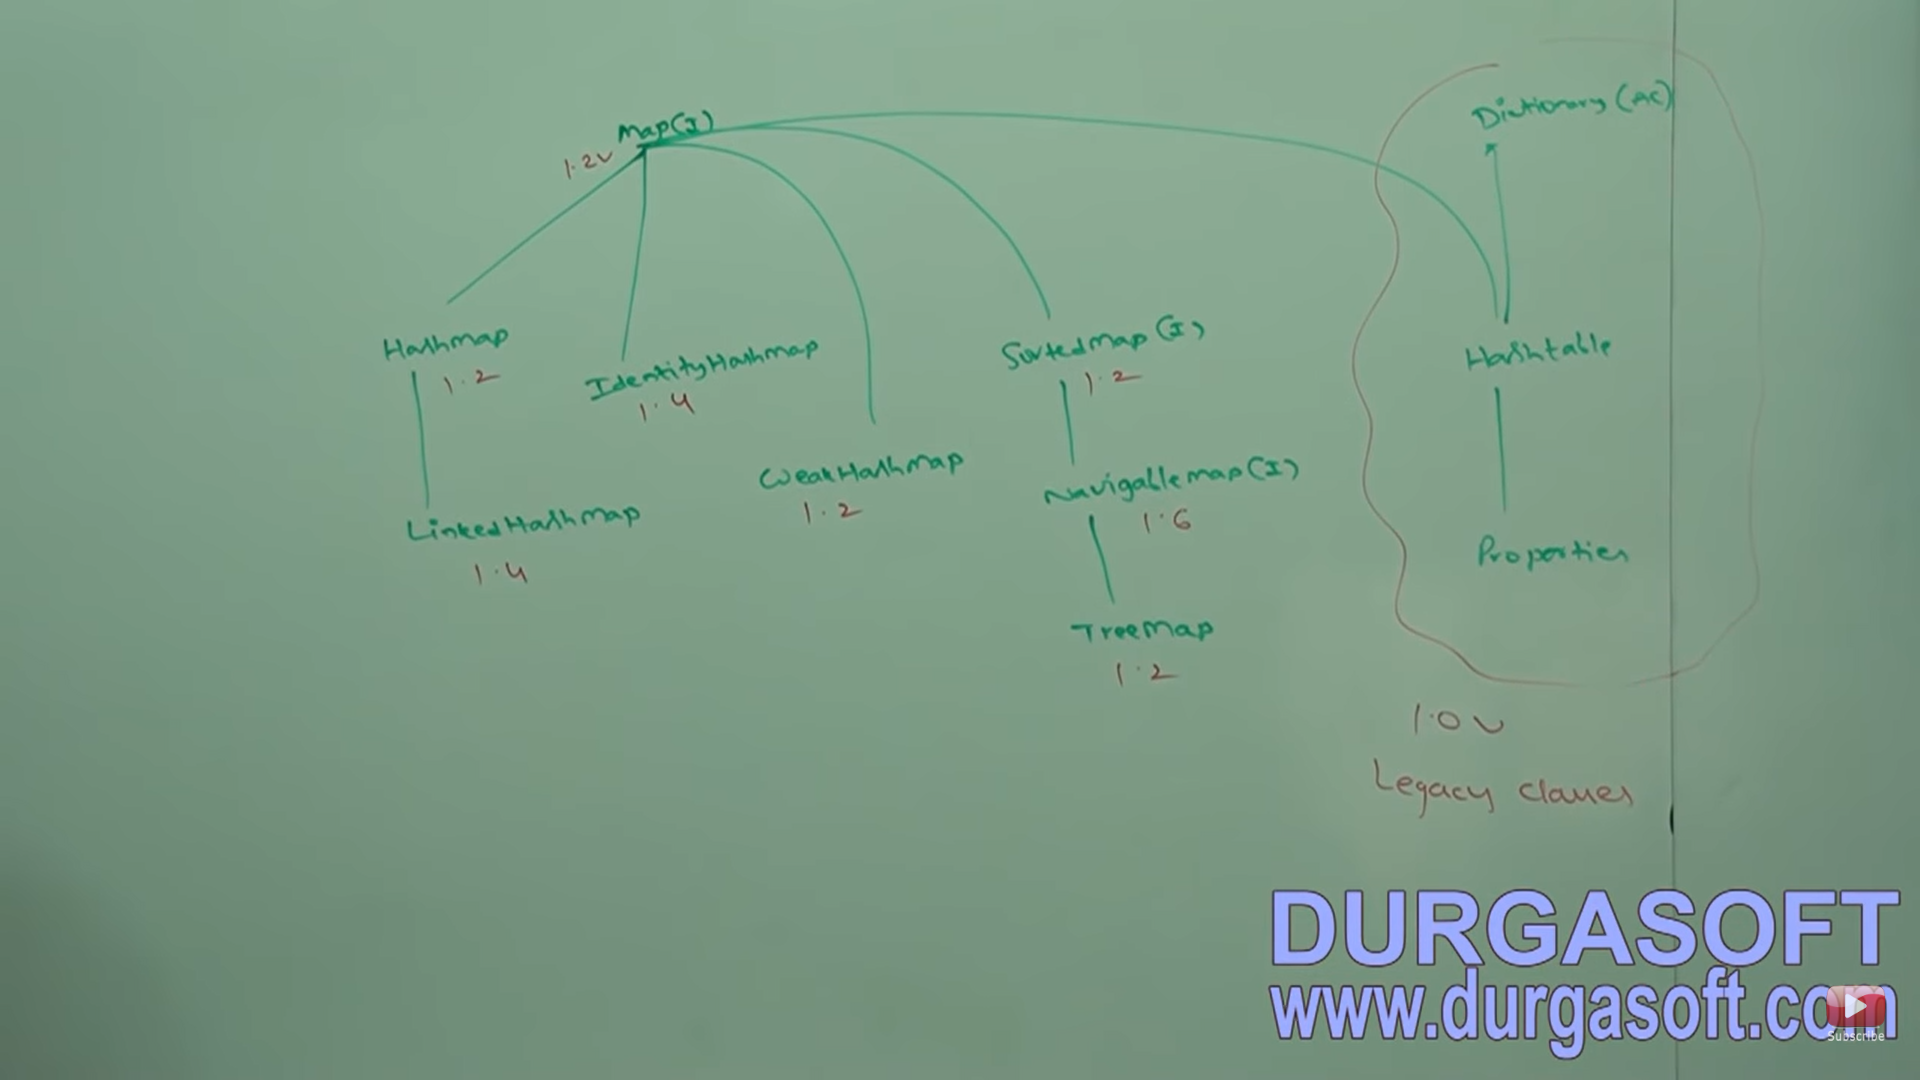 Dictionary (AC)
Map(I)
1.2v
HashMap
1.2
IdentityHashMap
1.4
SortedMap (I)
1.2
Hashtable
WeakHashMap
1.2
NavigableMap(I)
1.6
LinkedHashMap
1.4
Properties
TreeMap
1.2
1.0 v
Legacy classes
DURGASOFT
www.durgasoft.com
Subscribe